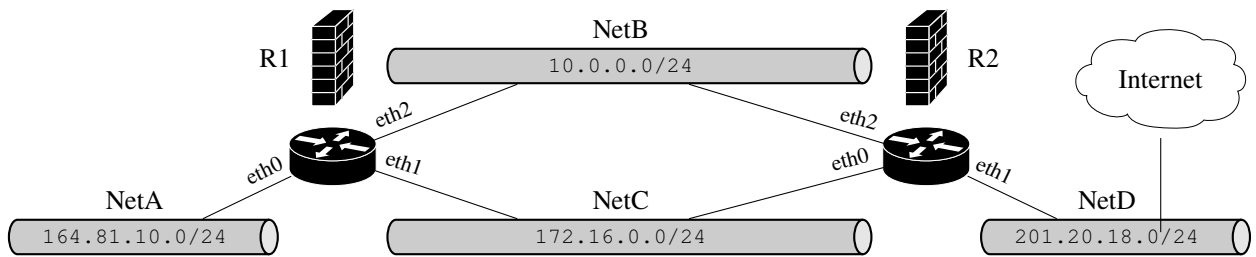 NetB
R1
10.0.0.0/24
R2
Internet
eth2
eth2
eth0
eth1
eth0
eth1
NetA
NetC
NetD
164.81.10.0/24
172.16.0.0/24
201.20.18.0/24